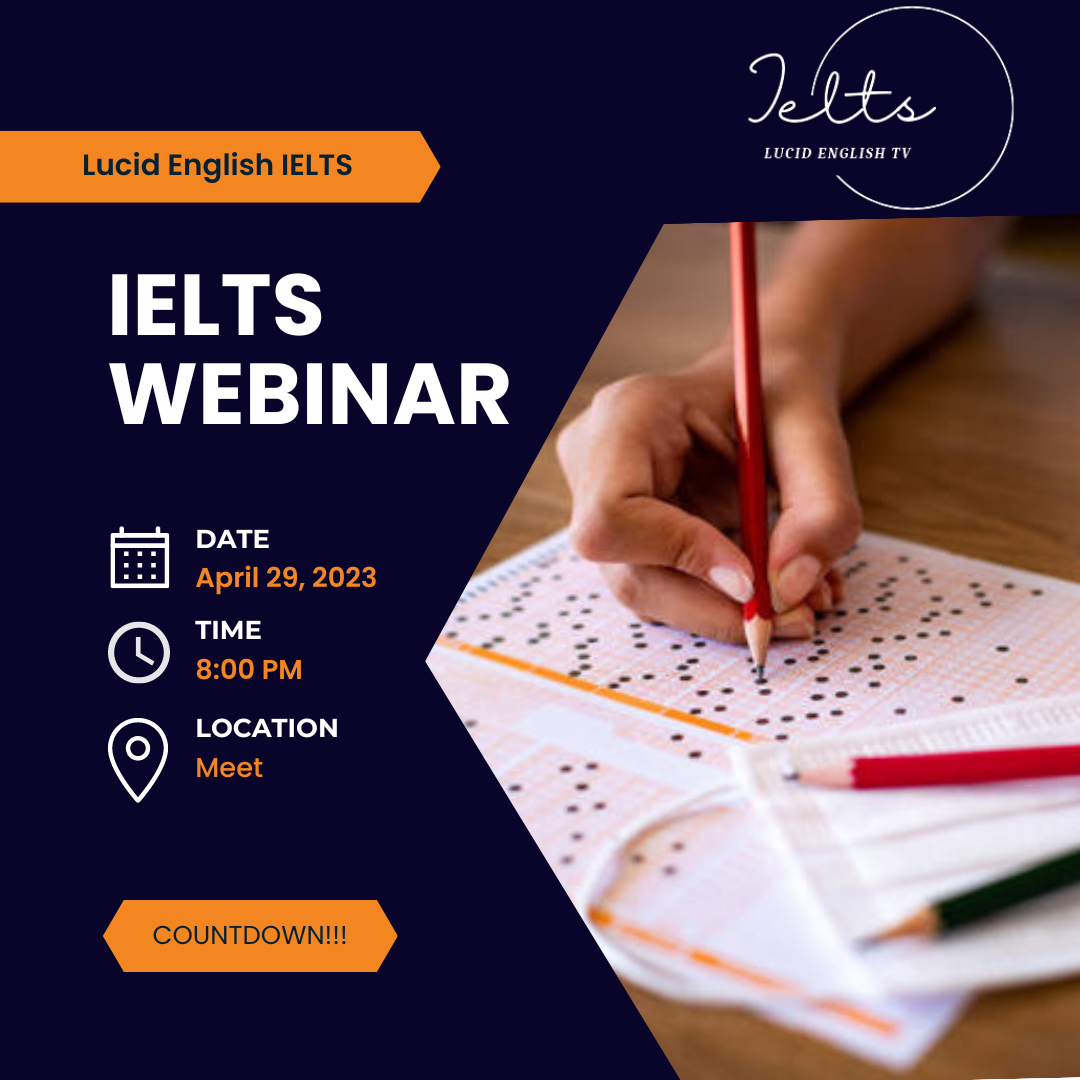 Ielts
LUCID ENGLISH TV
Lucid English IELTS
IELTS
WEBINAR
DATE
April 29, 2023
TIME
8:00 PM
LOCATION
Meet
COUNTDOWN!!!